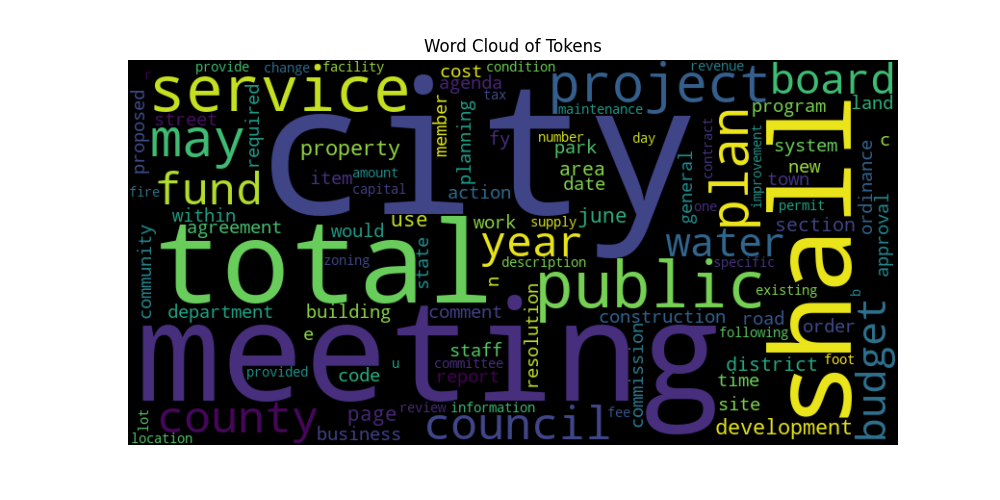 Word Cloud of Tokens
provide change facility cost condition revenue
r service city agenda project board
proposed street required member tax maintenance program land
may property planning fy number day plan shall system c
fund item amount capital action park area date general contract improvement new town
fire within agreement would use work supply june one permit section ordinance approval
community total zoning state year description water specific
department building comment n public existing b
e meeting resolution construction road order budget
provided code u staff committee report commission following district foot
county page review information fee time site
lot business council development
location